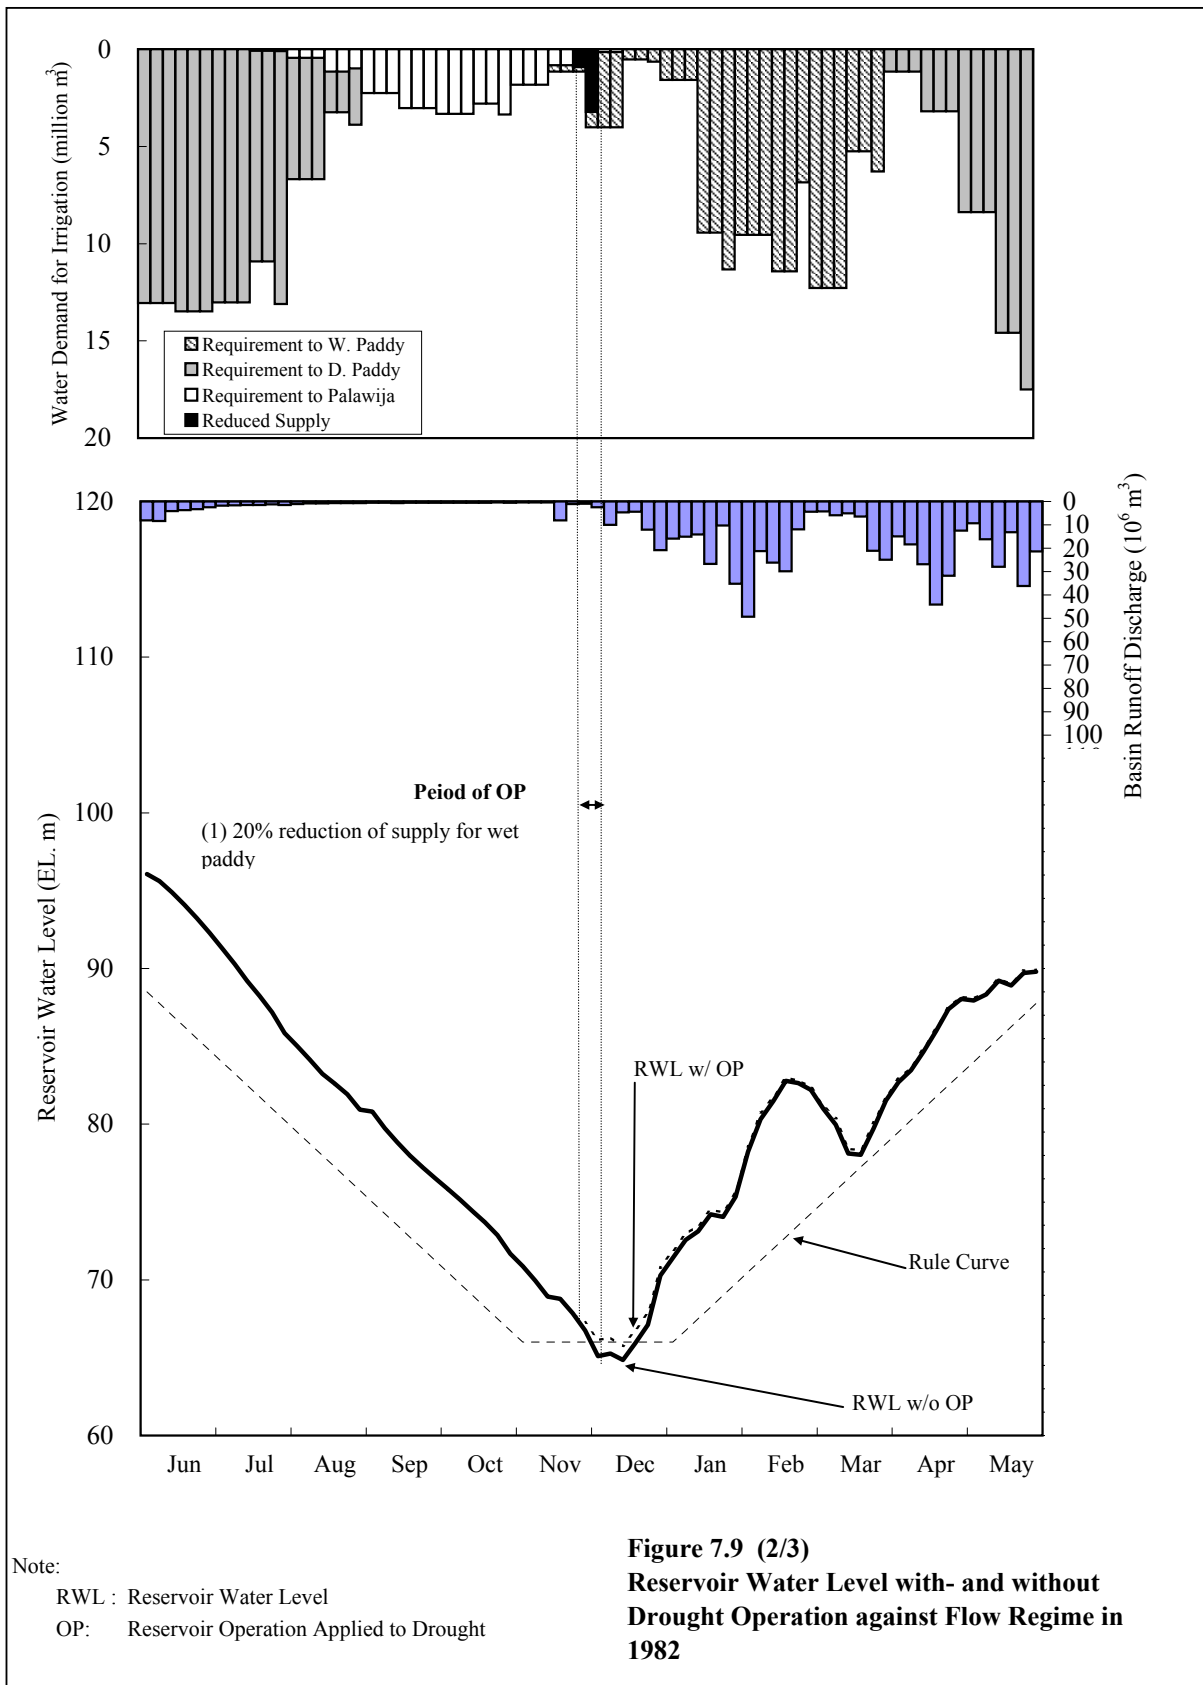 Water Demand for Irrigation (million m³)
0
5
10
15
20
Requirement to W. Paddy
Requirement to D. Paddy
Requirement to Palawija
Reduced Supply
Reservoir Water Level (EL. m)
120
110
100
90
80
70
60
Basin Runoff Discharge (10⁶ m³)
0
10
20
30
40
50
60
70
80
90
100
110
Peiod of OP
(1) 20% reduction of supply for wet
paddy
RWL w/ OP
Rule Curve
RWL w/o OP
Jun Jul Aug Sep Oct Nov Dec Jan Feb Mar Apr May
Note:
RWL : Reservoir Water Level
OP: Reservoir Operation Applied to Drought
Figure 7.9 (2/3)
Reservoir Water Level with- and without
Drought Operation against Flow Regime in
1982